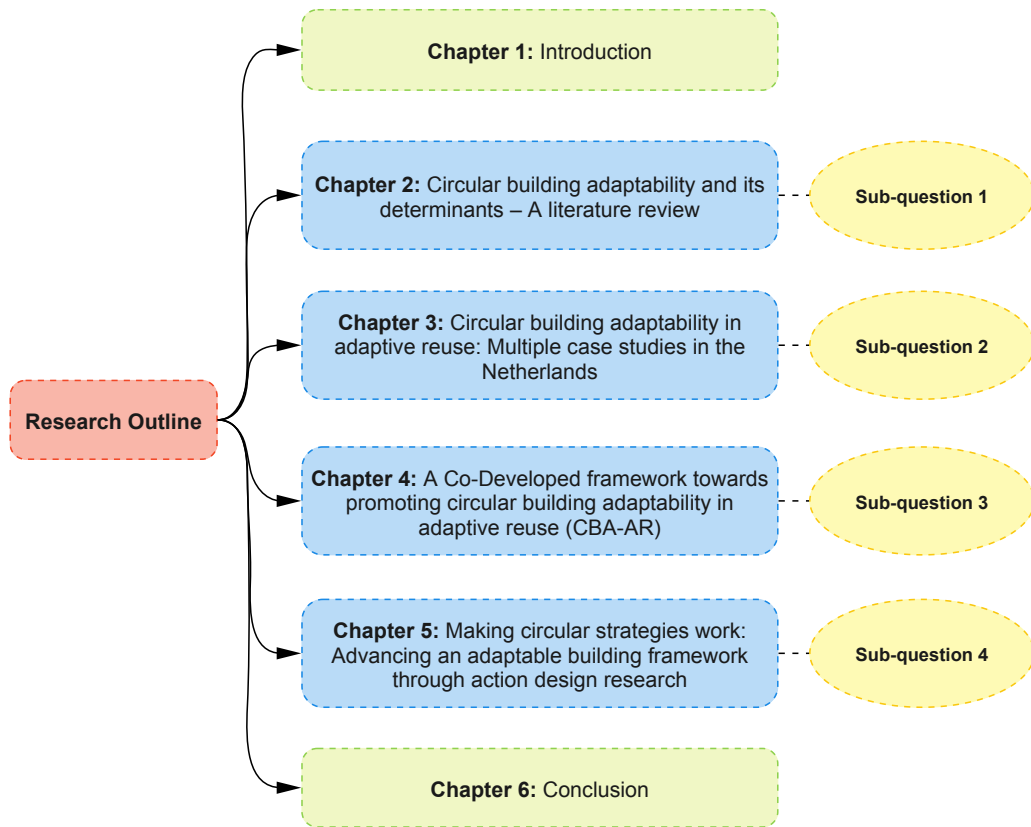 Chapter 1: Introduction
Chapter 2: Circular building adaptability and its
determinants – A literature review
Sub-question 1
Chapter 3: Circular building adaptability in
adaptive reuse: Multiple case studies in the
Netherlands
Sub-question 2
Research Outline
Chapter 4: A Co-Developed framework towards
promoting circular building adaptability in
adaptive reuse (CBA-AR)
Sub-question 3
Chapter 5: Making circular strategies work:
Advancing an adaptable building framework
through action design research
Sub-question 4
Chapter 6: Conclusion